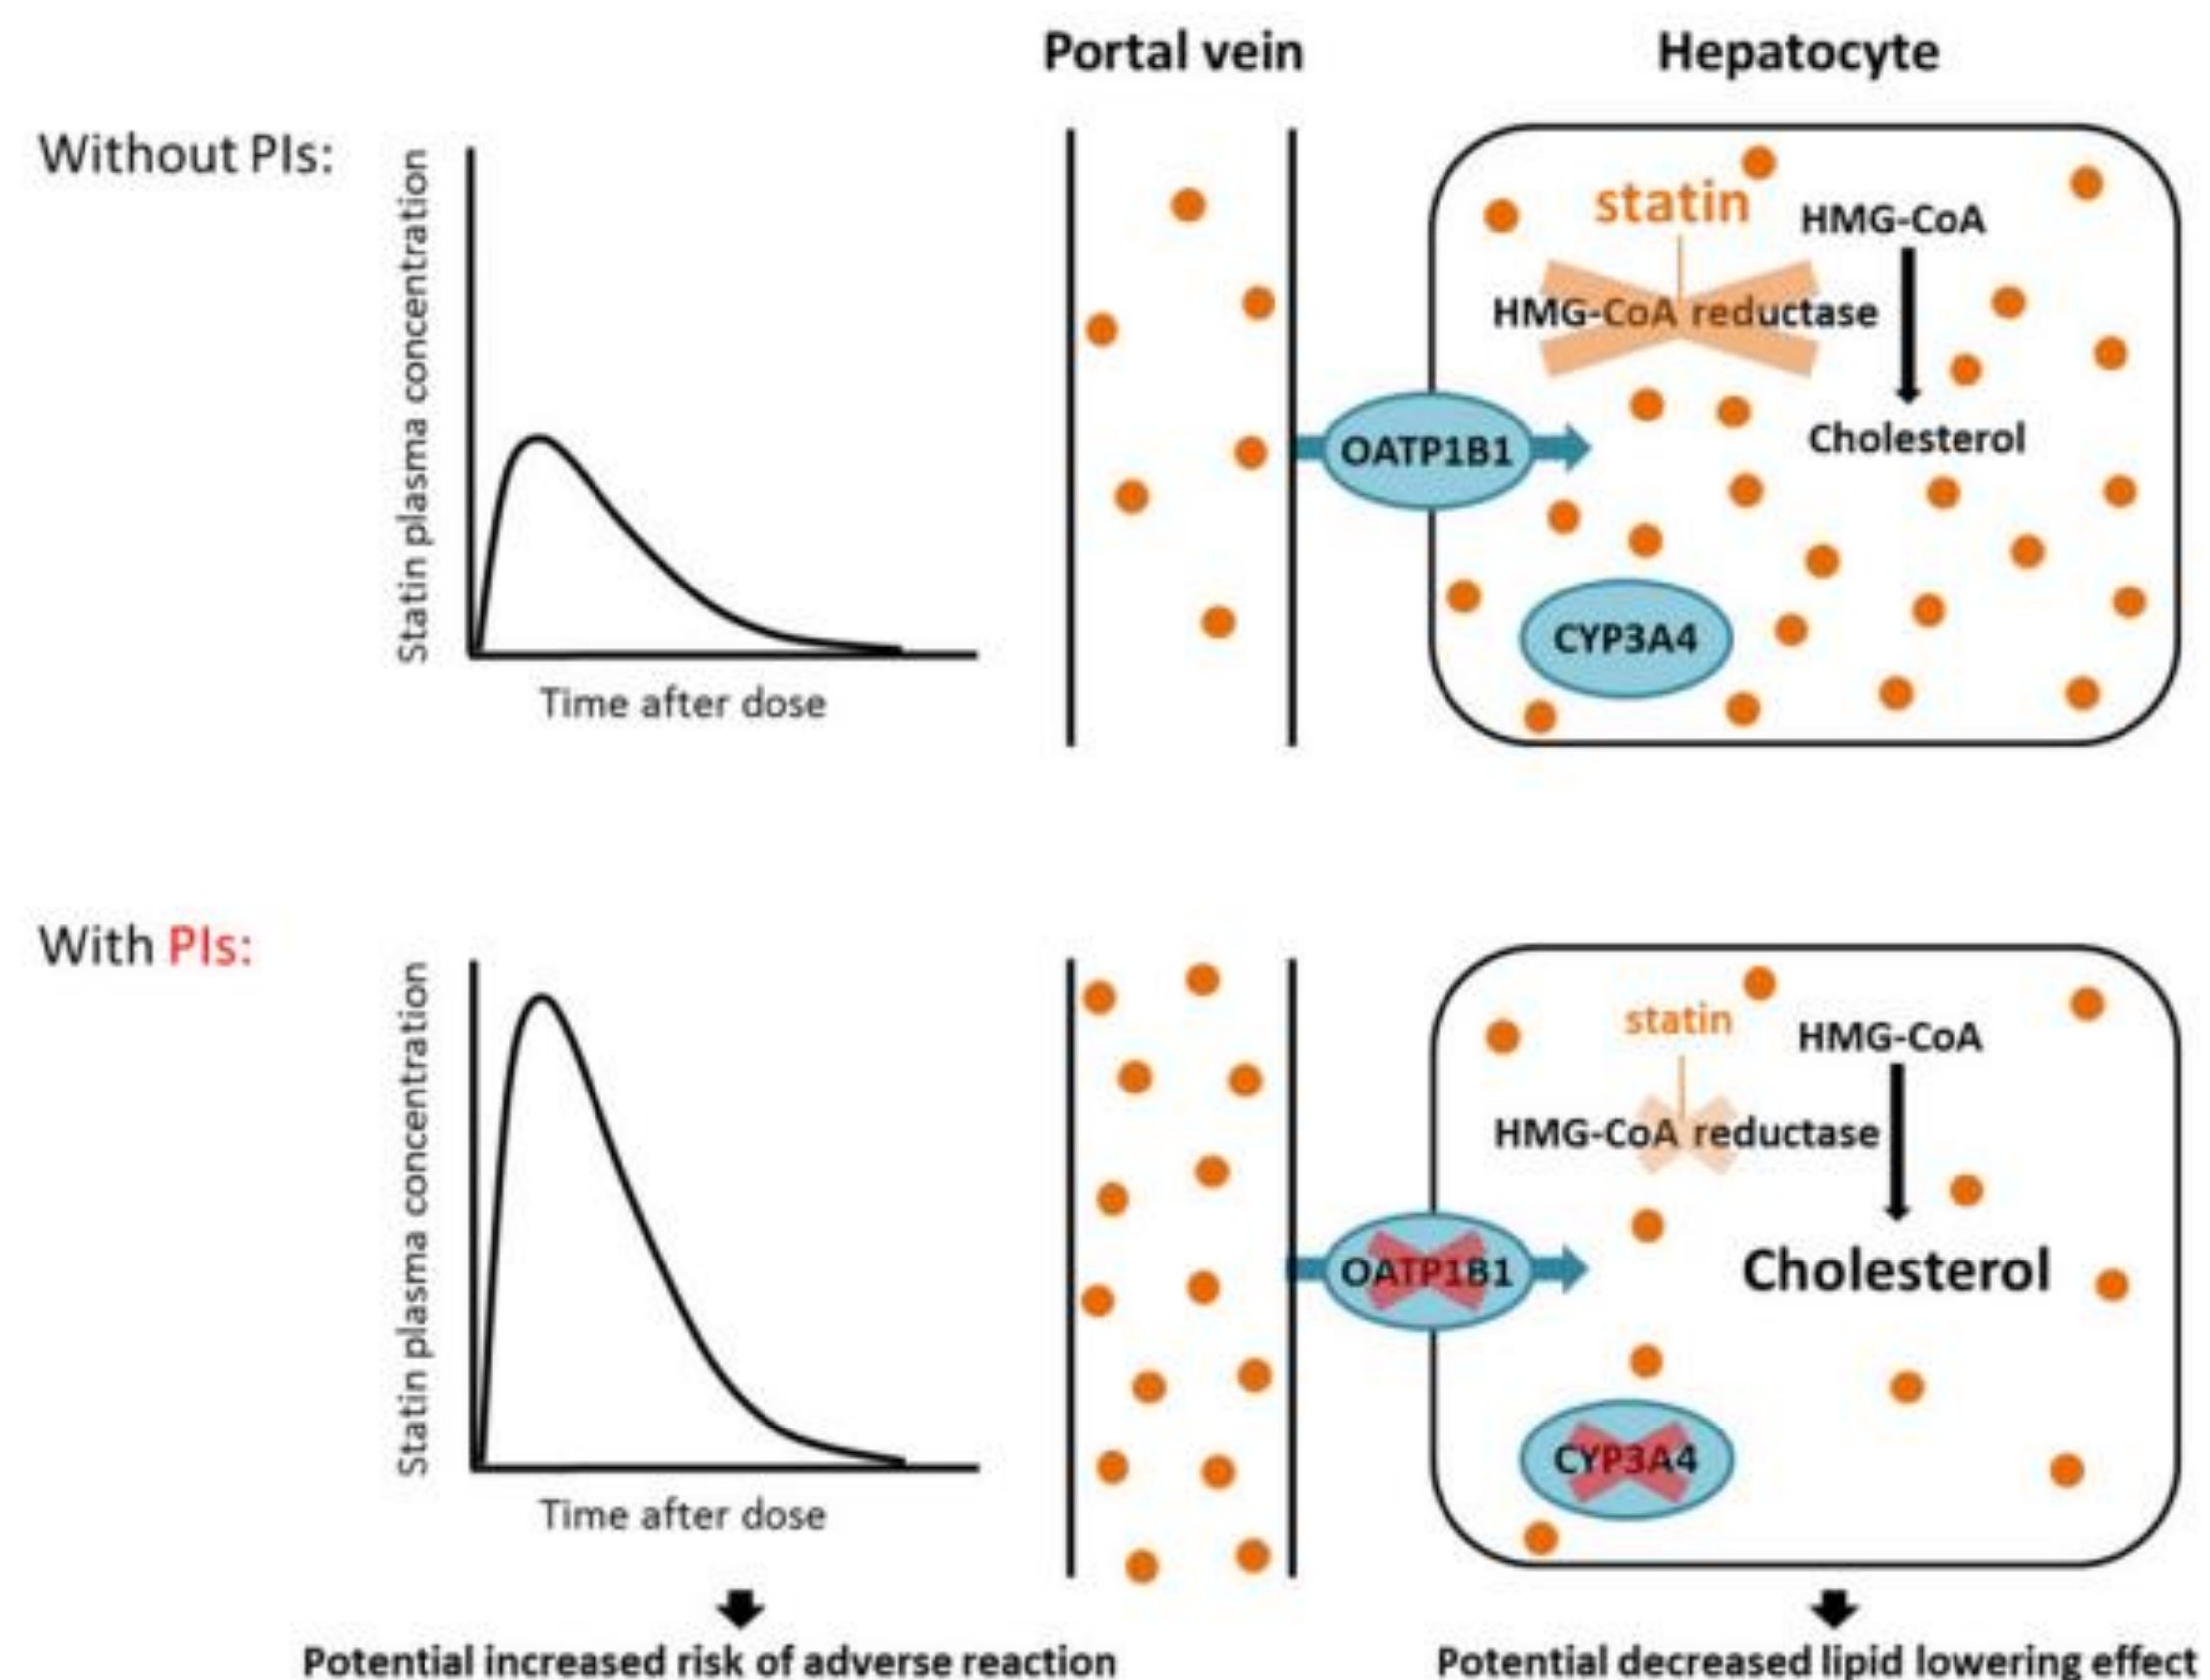 Portal vein
Hepatocyte
Without PIs:
Statin plasma concentration
Time after dose
statin
HMG-CoA
HMG-CoA reductase
OATP1B1
Cholesterol
CYP3A4
With PIs:
Statin plasma concentration
Time after dose
statin
HMG-CoA
HMG-CoA reductase
OATP1B1
Cholesterol
CYP3A4
Potential increased risk of adverse reaction
Potential decreased lipid lowering effect